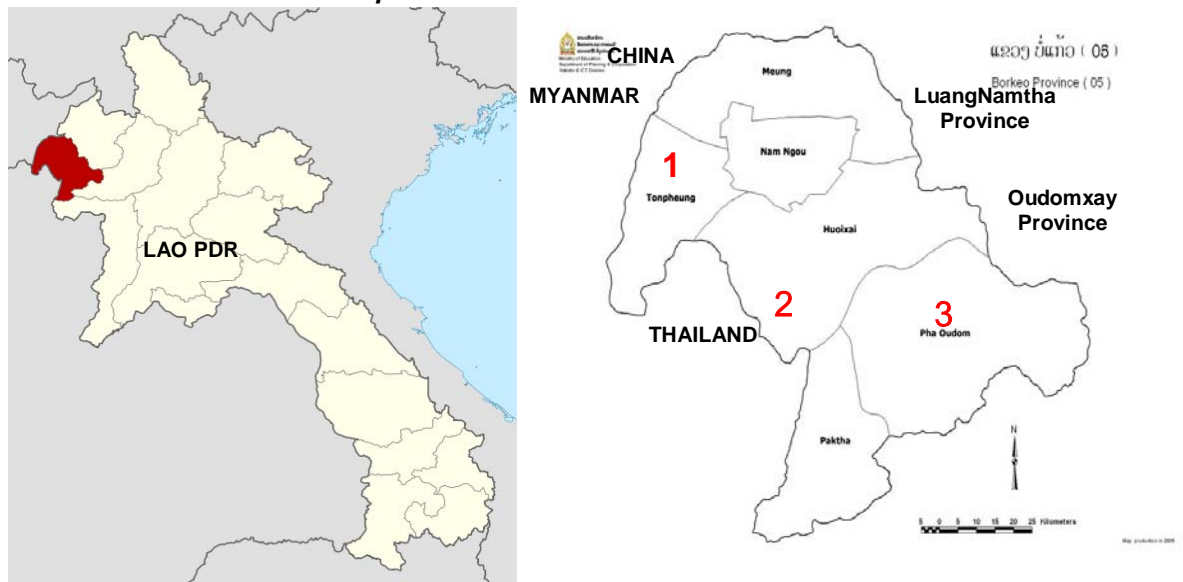 LAO PDR
CHINA
MYANMAR
ແຂວງ ບໍ່ແກ້ວ ( 05 )
Borkeo Province ( 05 )
LuangNamtha
Province
Meung
Nam Ngou
1
Tonpheung
Oudomxay
Province
Huoixai
2
3
THAILAND
Pha Oudom
Paktha
N
5 0 5 10 15 20 25 Kilometers